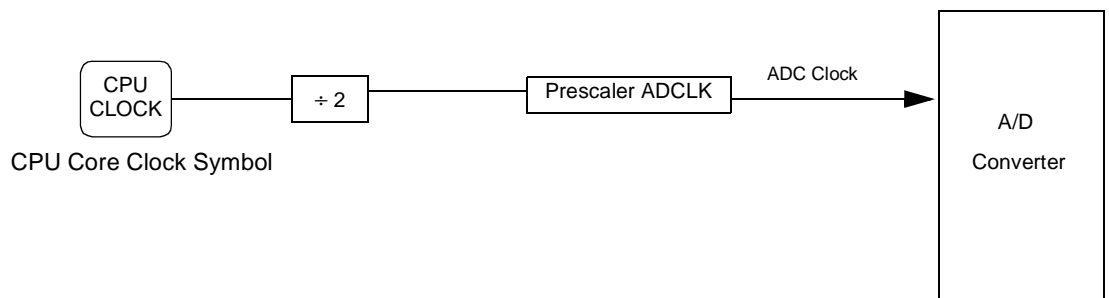 CPU
CLOCK
CPU Core Clock Symbol
÷ 2
Prescaler ADCLK
ADC Clock
A/D
Converter